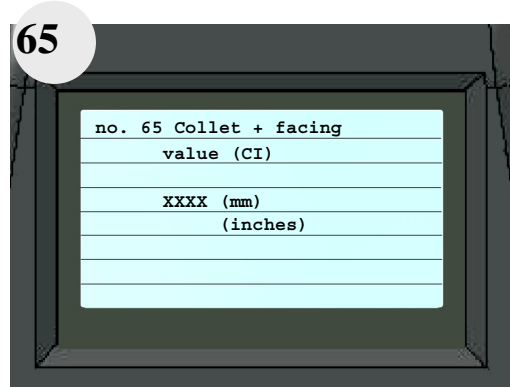 65
no. 65 Collet + facing
value (CI)
XXXX (mm)
(inches)